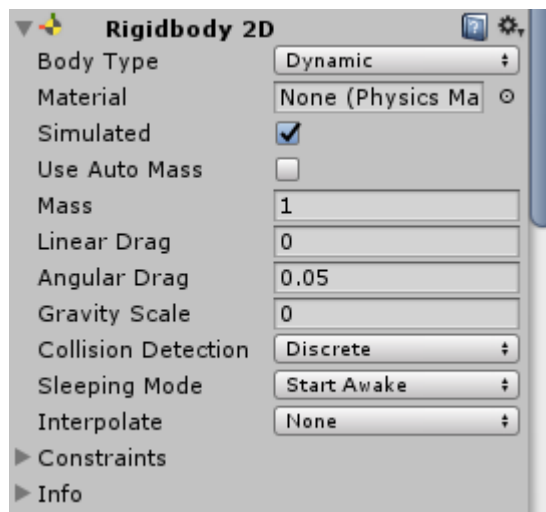 Rigidbody 2D
Body Type Dynamic
Material None (Physics Ma
Simulated
Use Auto Mass
Mass 1
Linear Drag 0
Angular Drag 0.05
Gravity Scale 0
Collision Detection Discrete
Sleeping Mode Start Awake
Interpolate None
Constraints
Info